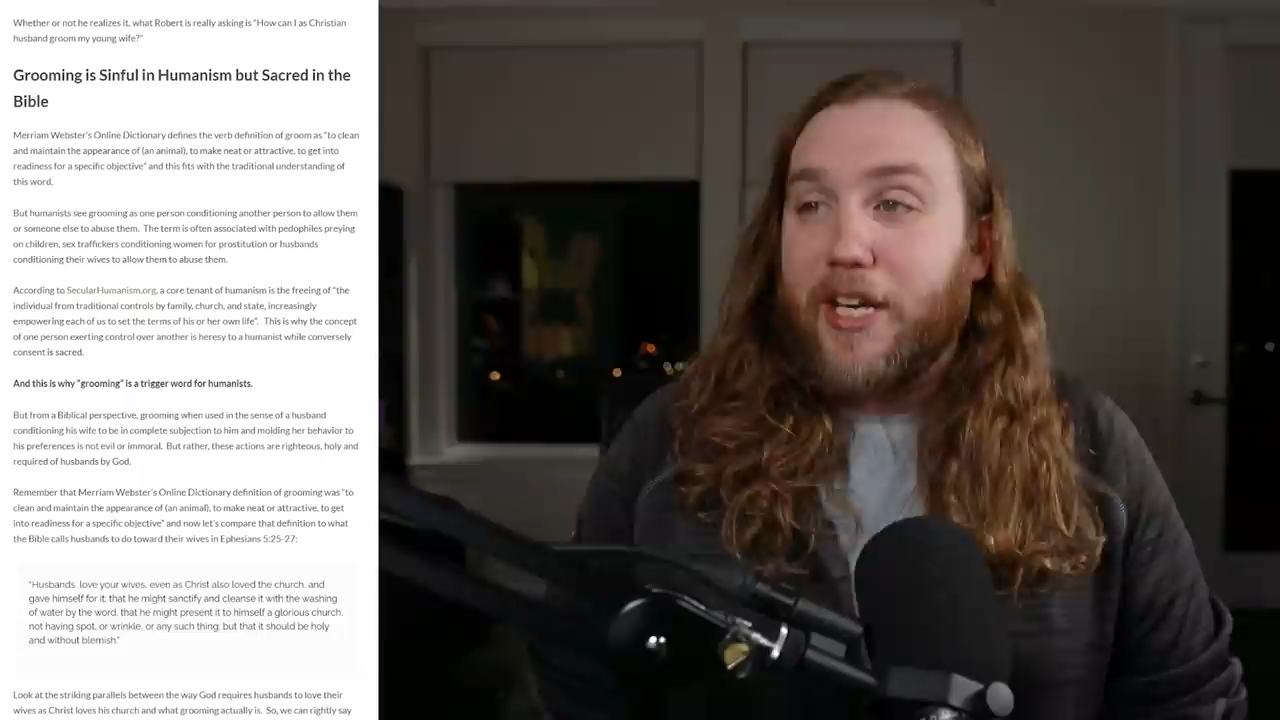 Whether or not he realizes it, what Robert is really asking is "How can I as Christian
husband groom my young wife?"
Grooming is Sinful in Humanism but Sacred in the
Bible
Merriam Webster's Online Dictionary defines the verb definition of groom as "to clean
and maintain the appearance of (an animal), to make neat or attractive, to get into
readiness for a specific objective" and this fits with the traditional understanding of
this word.
But humanists see grooming as one person conditioning another person to allow them
or someone else to abuse them. The term is often associated with pedophiles preying
on children, sex traffickers conditioning women for prostitution or husbands
conditioning their wives to allow them to abuse them.
According to SecularHumanism.org, a core tenant of humanism is the freeing of "the
individual from traditional controls by family, church, and state, increasingly
empowering each of us to set the terms of his or her own life". This is why the concept
of one person exerting control over another is heresy to a humanist while conversely
consent is sacred.
And this is why "grooming" is a trigger word for humanists.
But from a Biblical perspective, grooming when used in the sense of a husband
conditioning his wife to be in complete subjection to him and molding her behavior to
his preferences is not evil or immoral. But rather, these actions are righteous, holy and
required of husbands by God.
Remember that Merriam Webster's Online Dictionary definition of grooming was "to
clean and maintain the appearance of (an animal), to make neat or attractive, to get
into readiness for a specific objective" and now let's compare that definition to what
the Bible calls husbands to do toward their wives in Ephesians 5:25-27:
"Husbands, love your wives, even as Christ also loved the church, and
gave himself for it, that he might sanctify and cleanse it with the washing
of water by the word, that he might present it to himself a glorious church,
not having spot, or wrinkle, or any such thing; but that it should be holy
and without blemish."
Look at the striking parallels between the way God requires husbands to love their
wives as Christ loves his church and what grooming actually is. So, we can rightly say